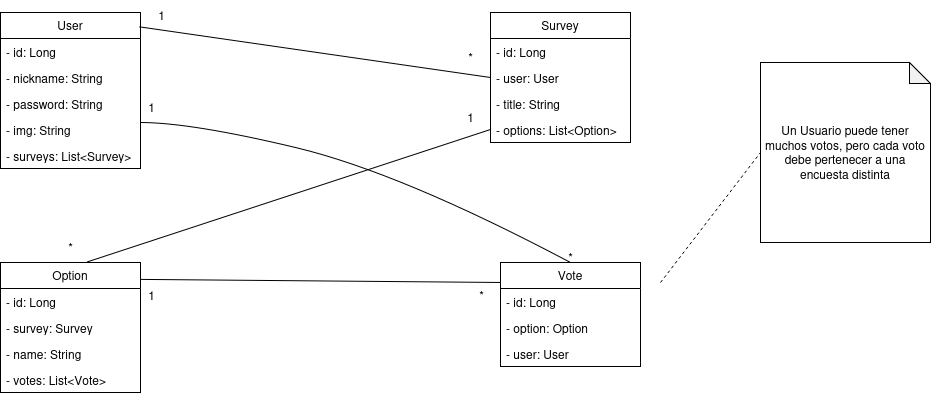 User
- id: Long
- nickname: String
- password: String
- img: String
- surveys: List<Survey>
1
*
Survey
- id: Long
- user: User
- title: String
- options: List<Option>
1
1
*
*
Un Usuario puede tener
muchos votos, pero cada voto
debe pertenecer a una
encuesta distinta
Option
- id: Long
- survey: Survey
- name: String
- votes: List<Vote>
1
*
Vote
- id: Long
- option: Option
- user: User